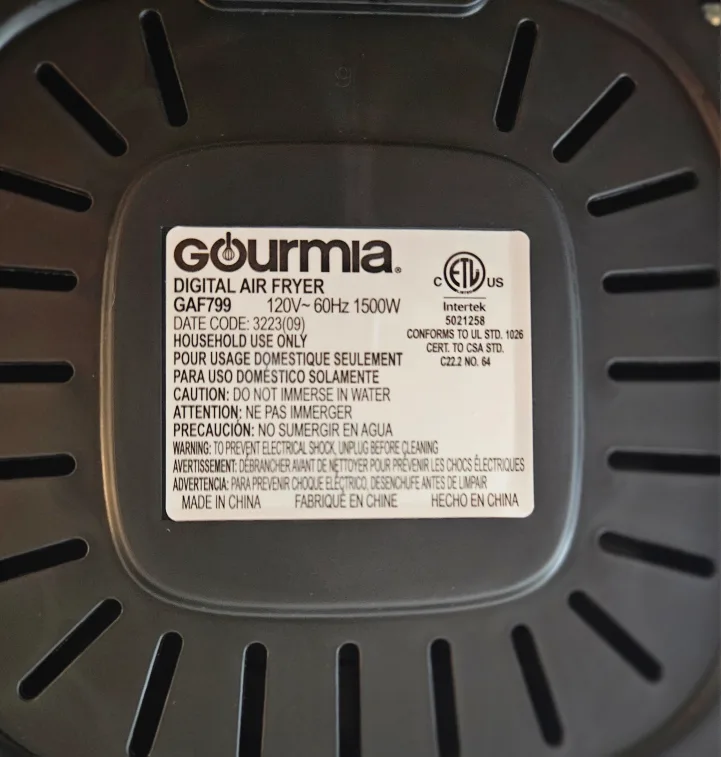 GOURMIA®
DIGITAL AIR FRYER
GAF799 120V~ 60Hz 1500W
DATE CODE: 3223(09)
HOUSEHOLD USE ONLY
POUR USAGE DOMESTIQUE SEULEMENT
PARA USO DOMÉSTICO SOLAMENTE
CAUTION: DO NOT IMMERSE IN WATER
ATTENTION: NE PAS IMMERGER
PRECAUCIÓN: NO SUMERGIR EN AGUA
WARNING: TO PREVENT ELECTRICAL SHOCK, UNPLUG BEFORE CLEANING
AVERTISSEMENT: DÉBRANCHER AVANT DE NETTOYER POUR PRÉVENIR LES CHOCS ÉLECTRIQUES
ADVERTENCIA: PARA PREVENIR CHOQUE ELÉCTRICO, DESENCHUFE ANTES DE LIMPIAR
MADE IN CHINA FABRIQUÉ EN CHINE HECHO EN CHINA
C ETL US
Intertek
5021258
CONFORMS TO UL STD. 1026
CERT. TO CSA STD.
C22.2 NO. 64